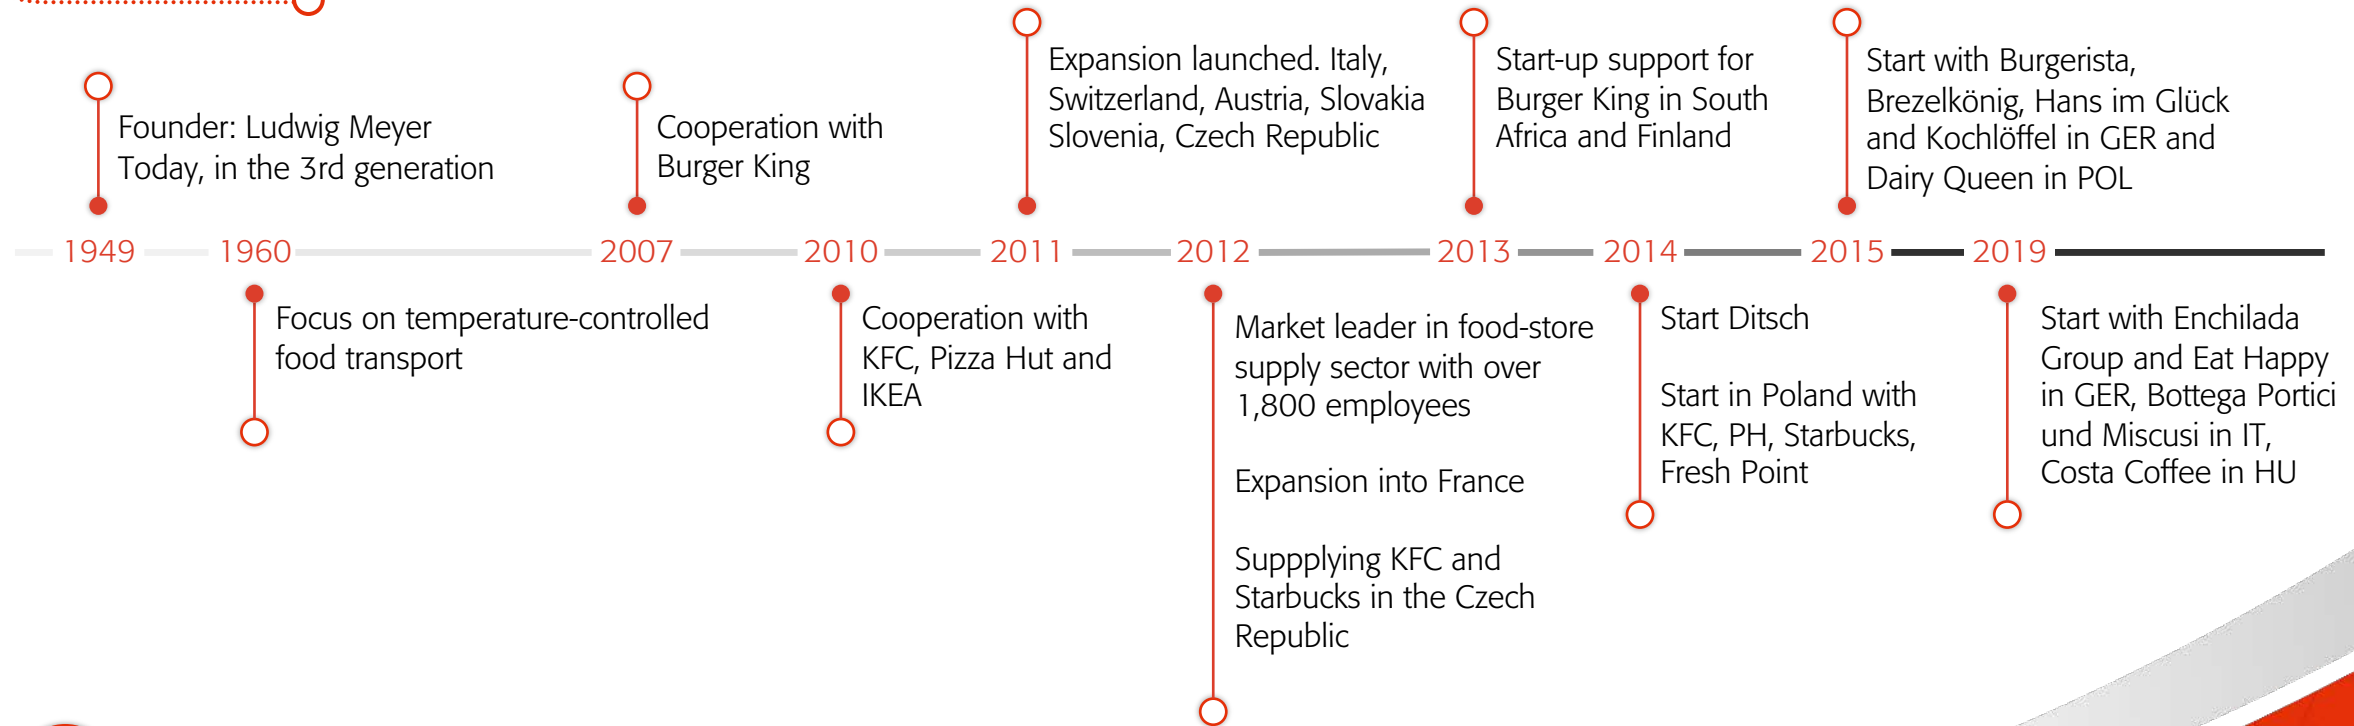 Founder: Ludwig Meyer
Today, in the 3rd generation
Cooperation with
Burger King
Expansion launched. Italy,
Switzerland, Austria, Slovakia
Slovenia, Czech Republic
Start-up support for
Burger King in South
Africa and Finland
Start with Burgerista,
Brezelkönig, Hans im Glück
and Kochlöffel in GER and
Dairy Queen in POL
1949 1960 2007 2010 2011 2012 2013 2014 2015 2019
Focus on temperature-controlled
food transport
Cooperation with
KFC, Pizza Hut and
IKEA
Market leader in food-store
supply sector with over
1,800 employees
Expansion into France
Suppplying KFC and
Starbucks in the Czech
Republic
Start Ditsch
Start in Poland with
KFC, PH, Starbucks,
Fresh Point
Start with Enchilada
Group and Eat Happy
in GER, Bottega Portici
und Miscusi in IT,
Costa Coffee in HU